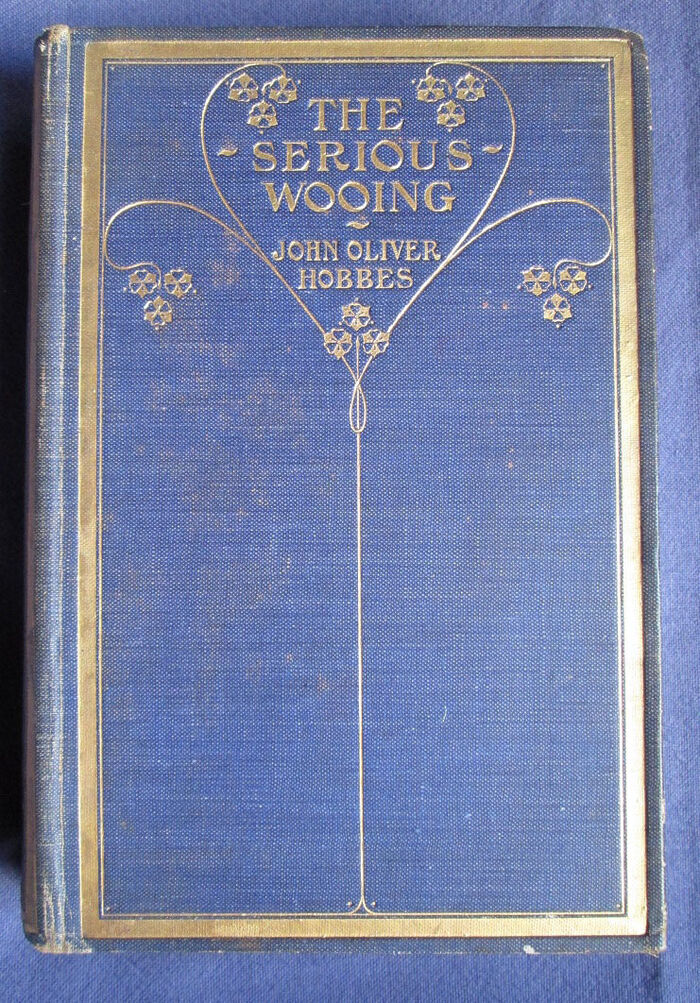 THE
SERIOUS
WOOING
JOHN OLIVER
HOBBES